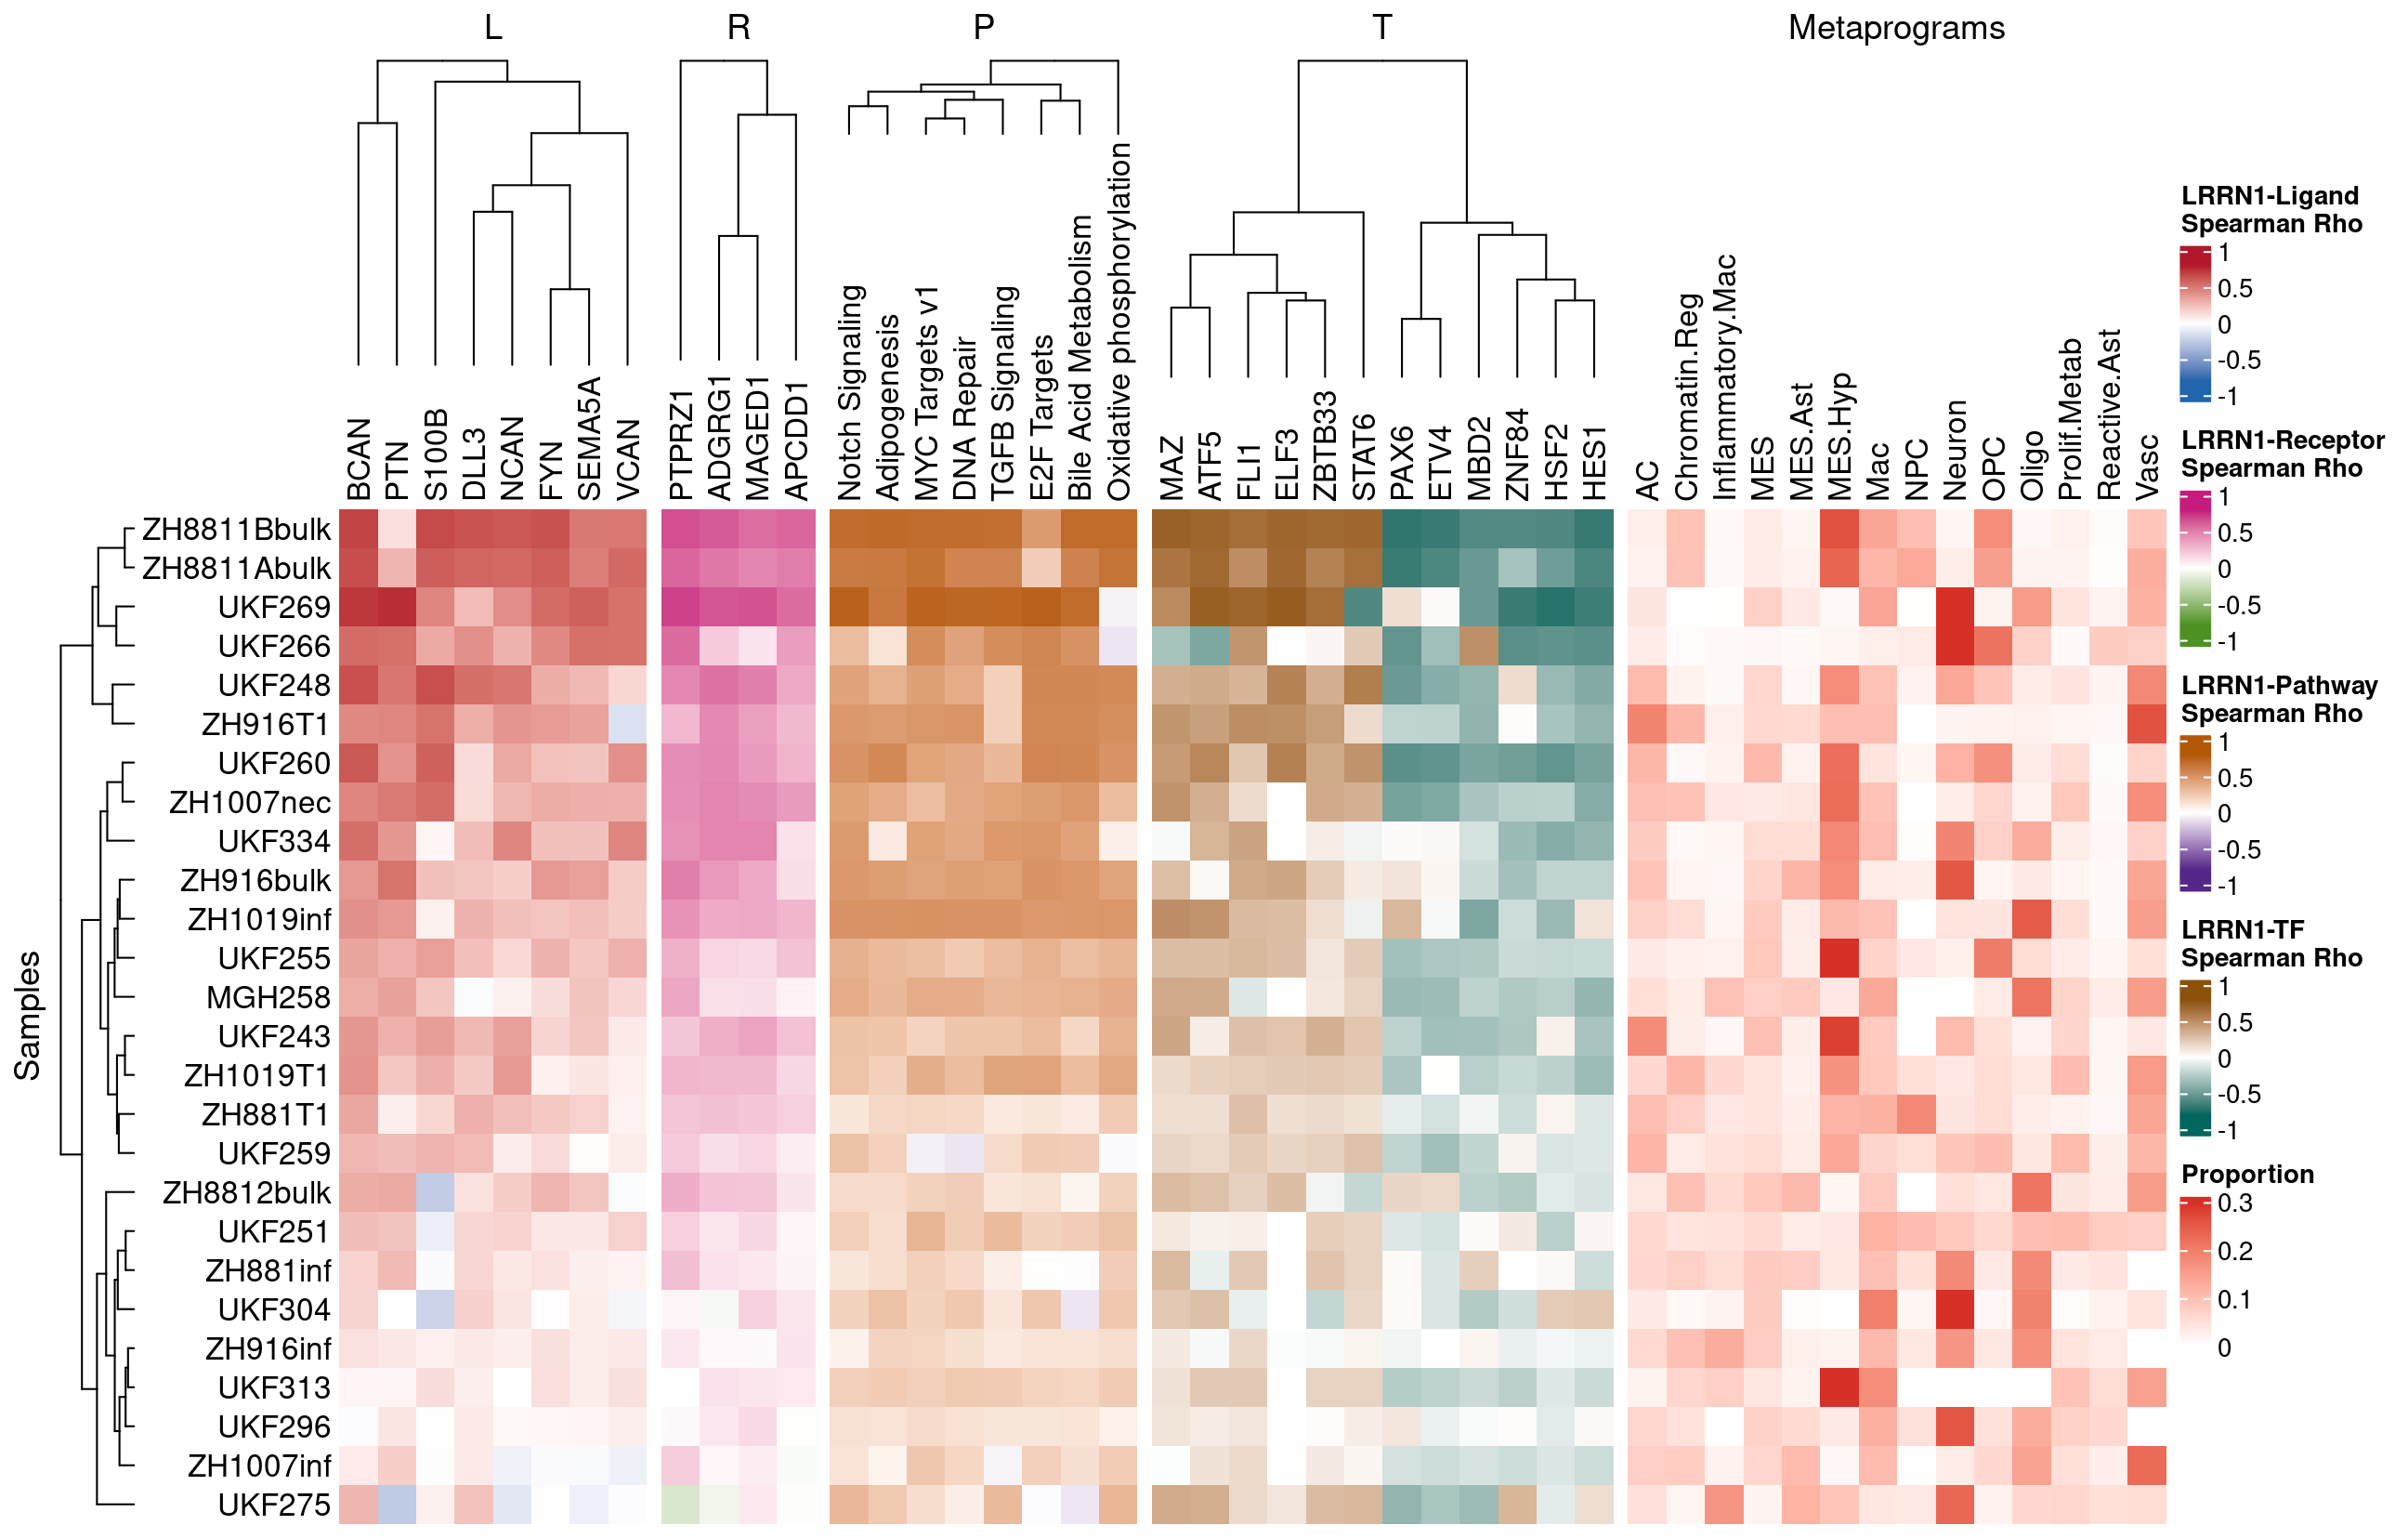 L R P T Metaprograms
BCAN
PTN
S100B
DLL3
NCAN
FYN
SEMA5A
VCAN
PTPRZ1
ADGRG1
MAGED1
APCDD1
Notch Signaling
Adipogenesis
MYC Targets v1
DNA Repair
TGFB Signaling
E2F Targets
Bile Acid Metabolism
Oxidative phosphorylation
MAZ
ATF5
FLI1
ELF3
ZBTB33
STAT6
PAX6
ETV4
MBD2
ZNF84
HSF2
HES1
AC
Chromatin.Reg
Inflammatory.Mac
MES
MES.Ast
MES.Hyp
Mac
NPC
Neuron
OPC
Oligo
Prolif.Metab
Reactive.Ast
Vasc
Samples
ZH8811Bbulk
ZH8811Abulk
UKF269
UKF266
UKF248
ZH916T1
UKF260
ZH1007nec
UKF334
ZH916bulk
ZH1019inf
UKF255
MGH258
UKF243
ZH1019T1
ZH881T1
UKF259
ZH8812bulk
UKF251
ZH881inf
UKF304
ZH916inf
UKF313
UKF296
ZH1007inf
UKF275
LRRN1-Ligand
Spearman Rho
1
0.5
0
-0.5
-1
LRRN1-Receptor
Spearman Rho
1
0.5
0
-0.5
-1
LRRN1-Pathway
Spearman Rho
1
0.5
0
-0.5
-1
LRRN1-TF
Spearman Rho
1
0.5
0
-0.5
-1
Proportion
0.3
0.2
0.1
0